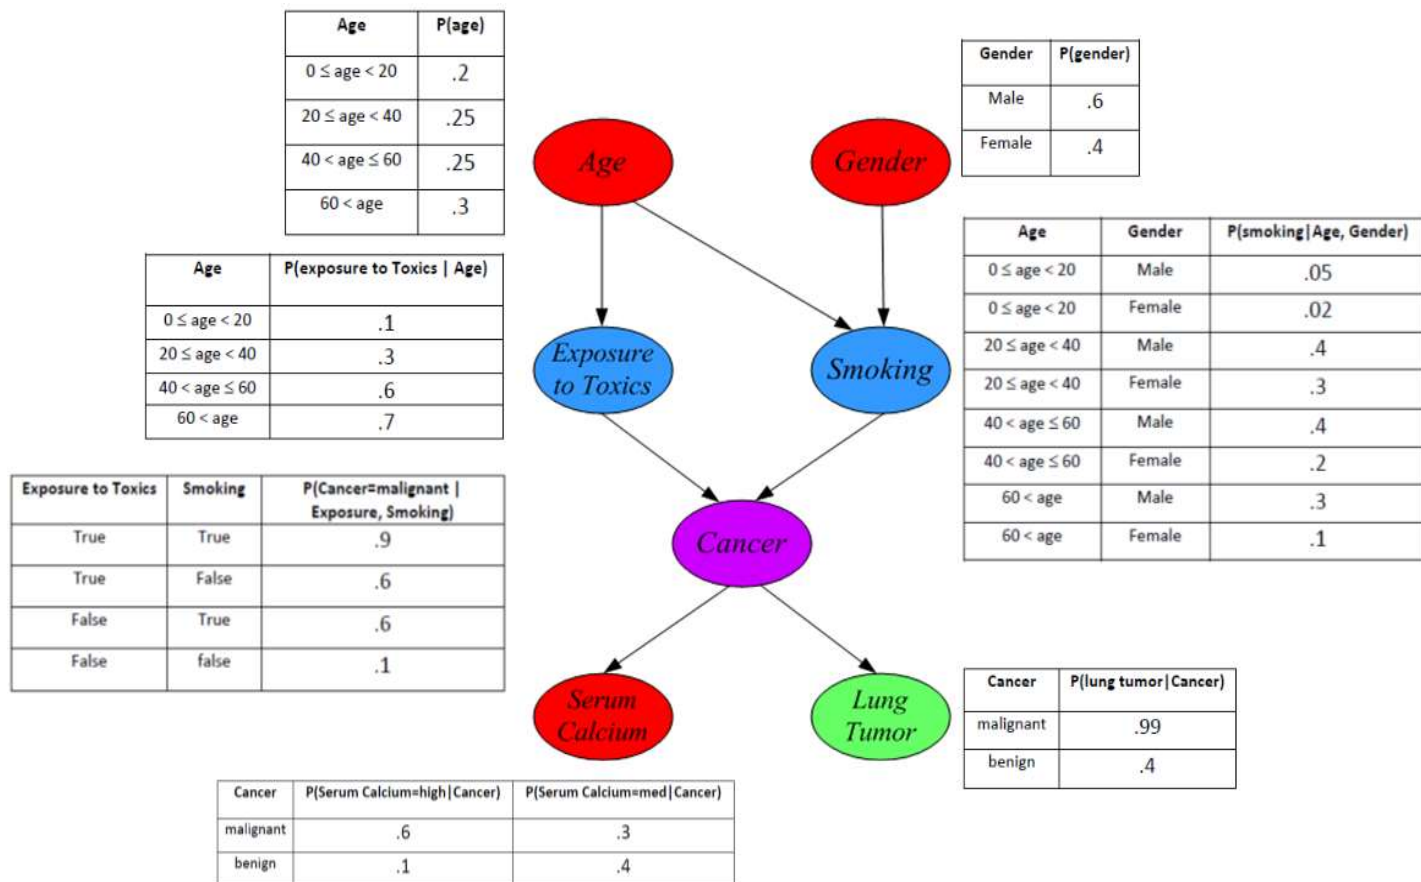 Age P(age)
0 ≤ age < 20 .2
20 ≤ age < 40 .25
40 < age ≤ 60 .25
60 < age .3
Gender P(gender)
Male .6
Female .4
Age
Gender
Age P(exposure to Toxics | Age)
0 ≤ age < 20 .1
20 ≤ age < 40 .3
40 < age ≤ 60 .6
60 < age .7
Exposure
to Toxics
Smoking
Age Gender P(smoking|Age, Gender)
0 ≤ age < 20 Male .05
0 ≤ age < 20 Female .02
20 ≤ age < 40 Male .4
20 ≤ age < 40 Female .3
40 < age ≤ 60 Male .4
40 < age ≤ 60 Female .2
60 < age Male .3
60 < age Female .1
Exposure to Toxics Smoking P(Cancer=malignant |
Exposure, Smoking)
True True .9
True False .6
False True .6
False false .1
Cancer
Serum
Calcium
Lung
Tumor
Cancer P(lung tumor|Cancer)
malignant .99
benign .4
Cancer P(Serum Calcium=high|Cancer) P(Serum Calcium=med|Cancer)
malignant .6 .3
benign .1 .4